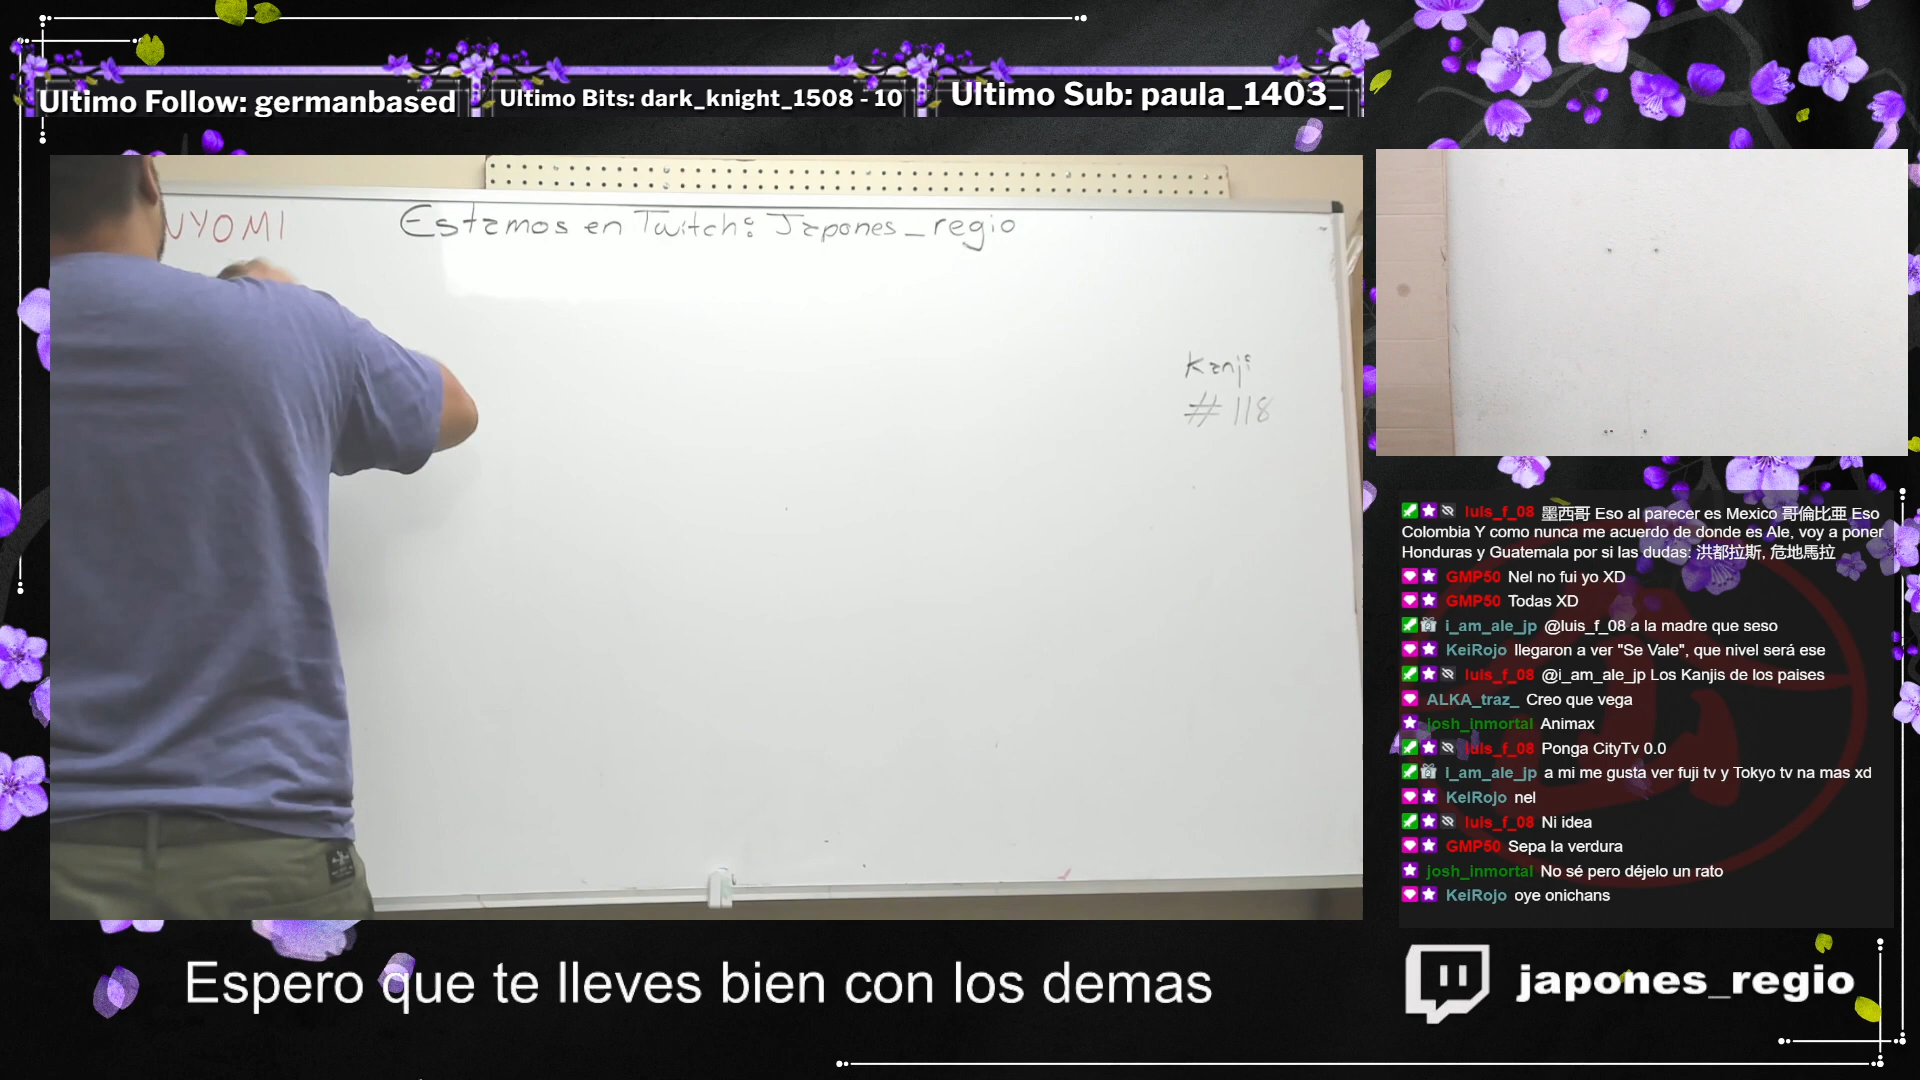 Ultimo Follow: germanbased
Ultimo Bits: dark_knight_1508 - 10
Ultimo Sub: paula_1403_
NYOMI
Estamos en Twitch: Japones_regio
Kanji
#118
luis_f_08 墨西哥 Eso al parecer es Mexico 哥倫比亜 Eso
Colombia Y como nunca me acuerdo de donde es Ale, voy a poner
Honduras y Guatemala por si las dudas: 洪都拉斯, 危地馬拉
GMP50 Nel no fui yo XD
GMP50 Todas XD
i_am_ale_jp @luis_f_08 a la madre que seso
KeiRojo llegaron a ver "Se Vale", que nivel será ese
luis_f_08 @i_am_ale_jp Los Kanjis de los paises
ALKA_traz_ Creo que vega
josh_inmortal Animax
luis_f_08 Ponga CityTv 0.0
i_am_ale_jp a mi me gusta ver fuji tv y Tokyo tv na mas xd
KeiRojo nel
luis_f_08 Ni idea
GMP50 Sepa la verdura
josh_inmortal No sé pero déjelo un rato
KeiRojo oye onichans
Espero que te lleves bien con los demas
japones_regio